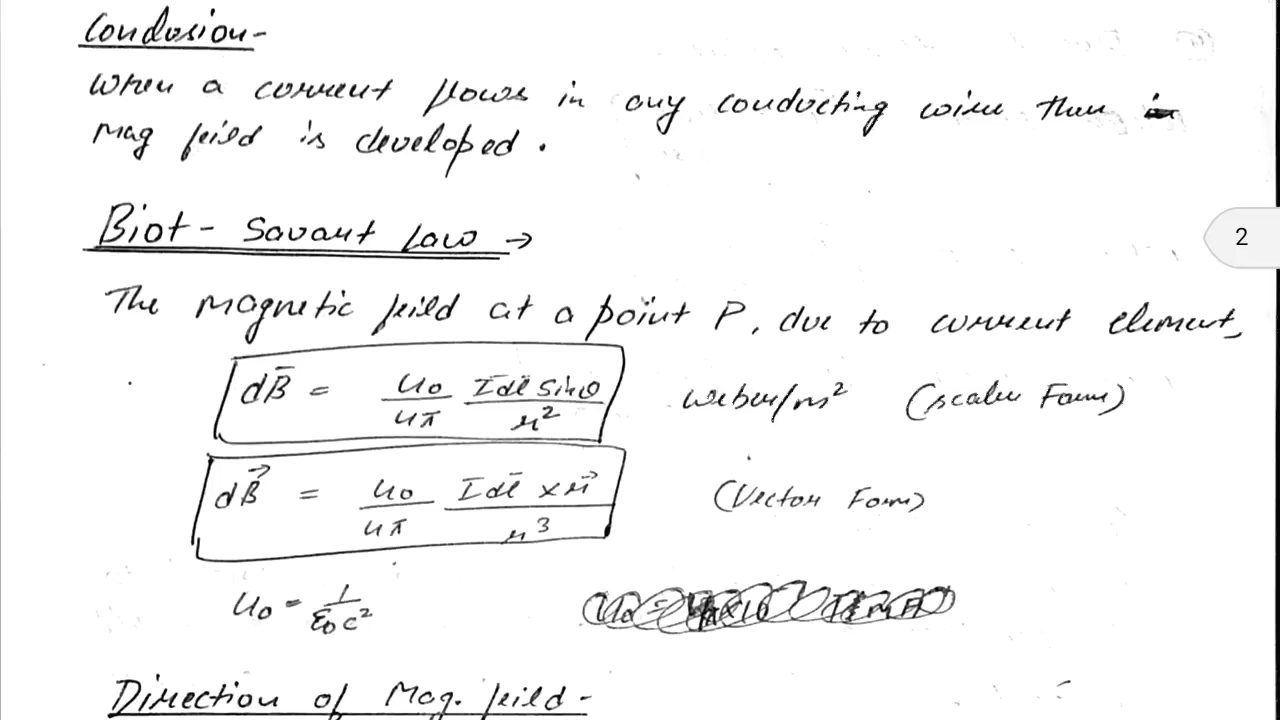 Conclusion-
When a current flows in any conducting wire then
Mag feild is developed.
2
Biot - Savart Law →
The magnetic feild at a point P, due to current element,
dB̄ = μ₀/4π Idl̄ sinθ/r² weber/m² (scaler Form)
dB⃗ = μ₀/4π Idl̄ × r⃗/r³ (Vector Form)
μ₀ = 1/ε₀c²
Direction of Mag. feild-